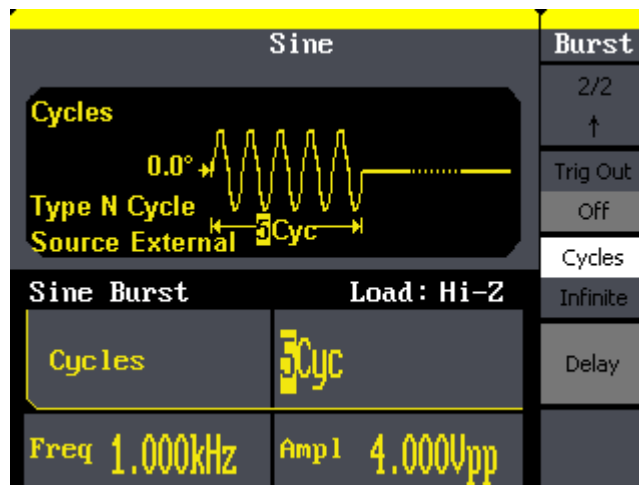 Sine
Burst
2/2
↑
Cycles
0.0°
Type N Cycle
5Cyc
Source External
Trig Out
Off
Cycles
Infinite
Delay
Sine Burst
Load: Hi-Z
Cycles
5Cyc
Freq 1.000kHz
Ampl 4.000Vpp